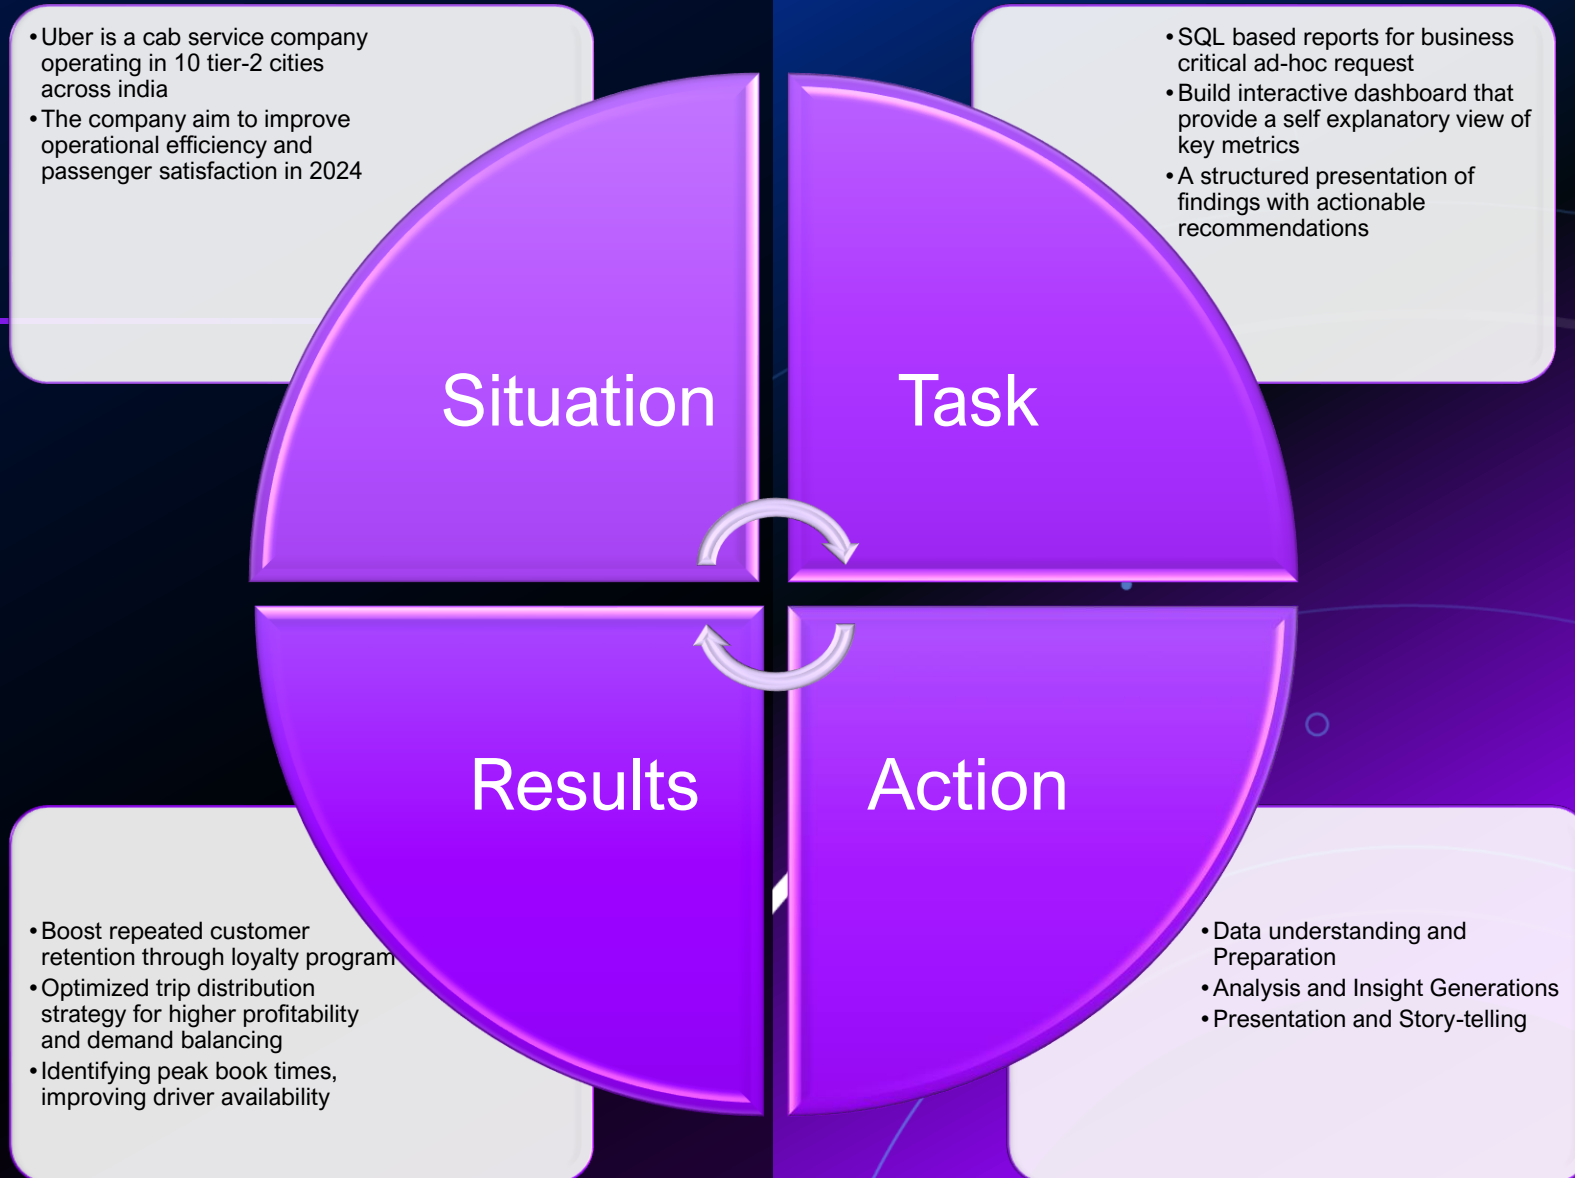 •Uber is a cab service company
operating in 10 tier-2 cities
across india
•The company aim to improve
operational efficiency and
passenger satisfaction in 2024
•SQL based reports for business
critical ad-hoc request
•Build interactive dashboard that
provide a self explanatory view of
key metrics
•A structured presentation of
findings with actionable
recommendations
Situation
Task
Results
Action
•Boost repeated customer
retention through loyalty program
•Optimized trip distribution
strategy for higher profitability
and demand balancing
•Identifying peak book times,
improving driver availability
•Data understanding and
Preparation
•Analysis and Insight Generations
•Presentation and Story-telling